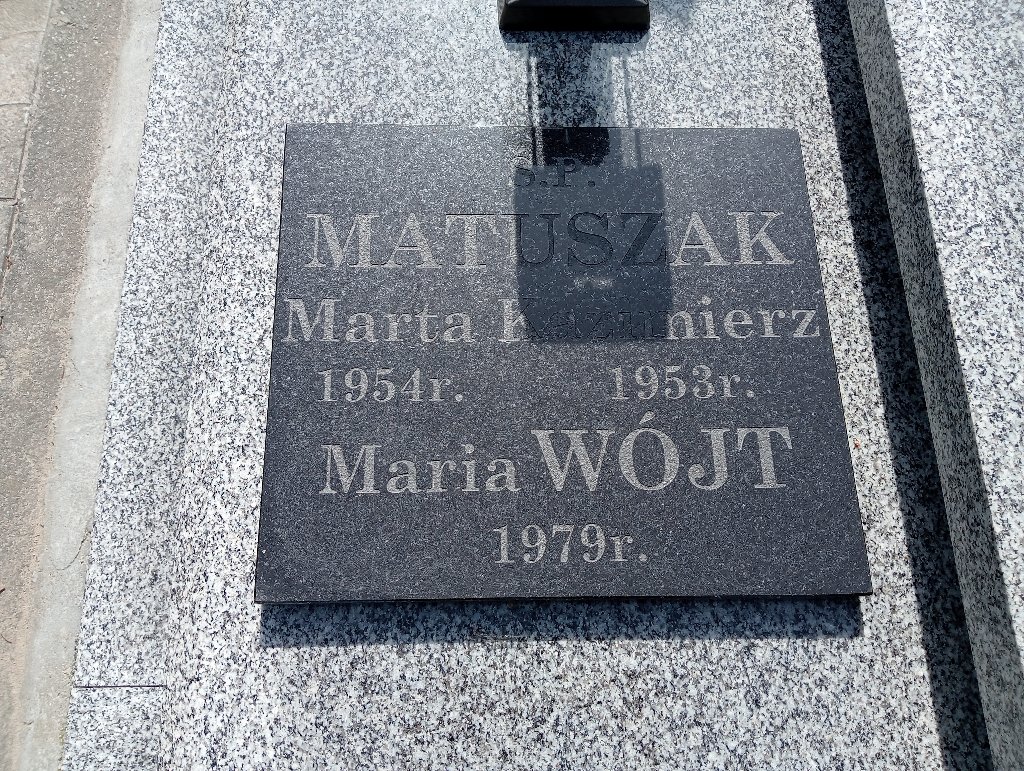 Ś.P.
MATUSZAK
Marta Kazimierz
1954r. 1953r.
Maria WÓJT
1979r.